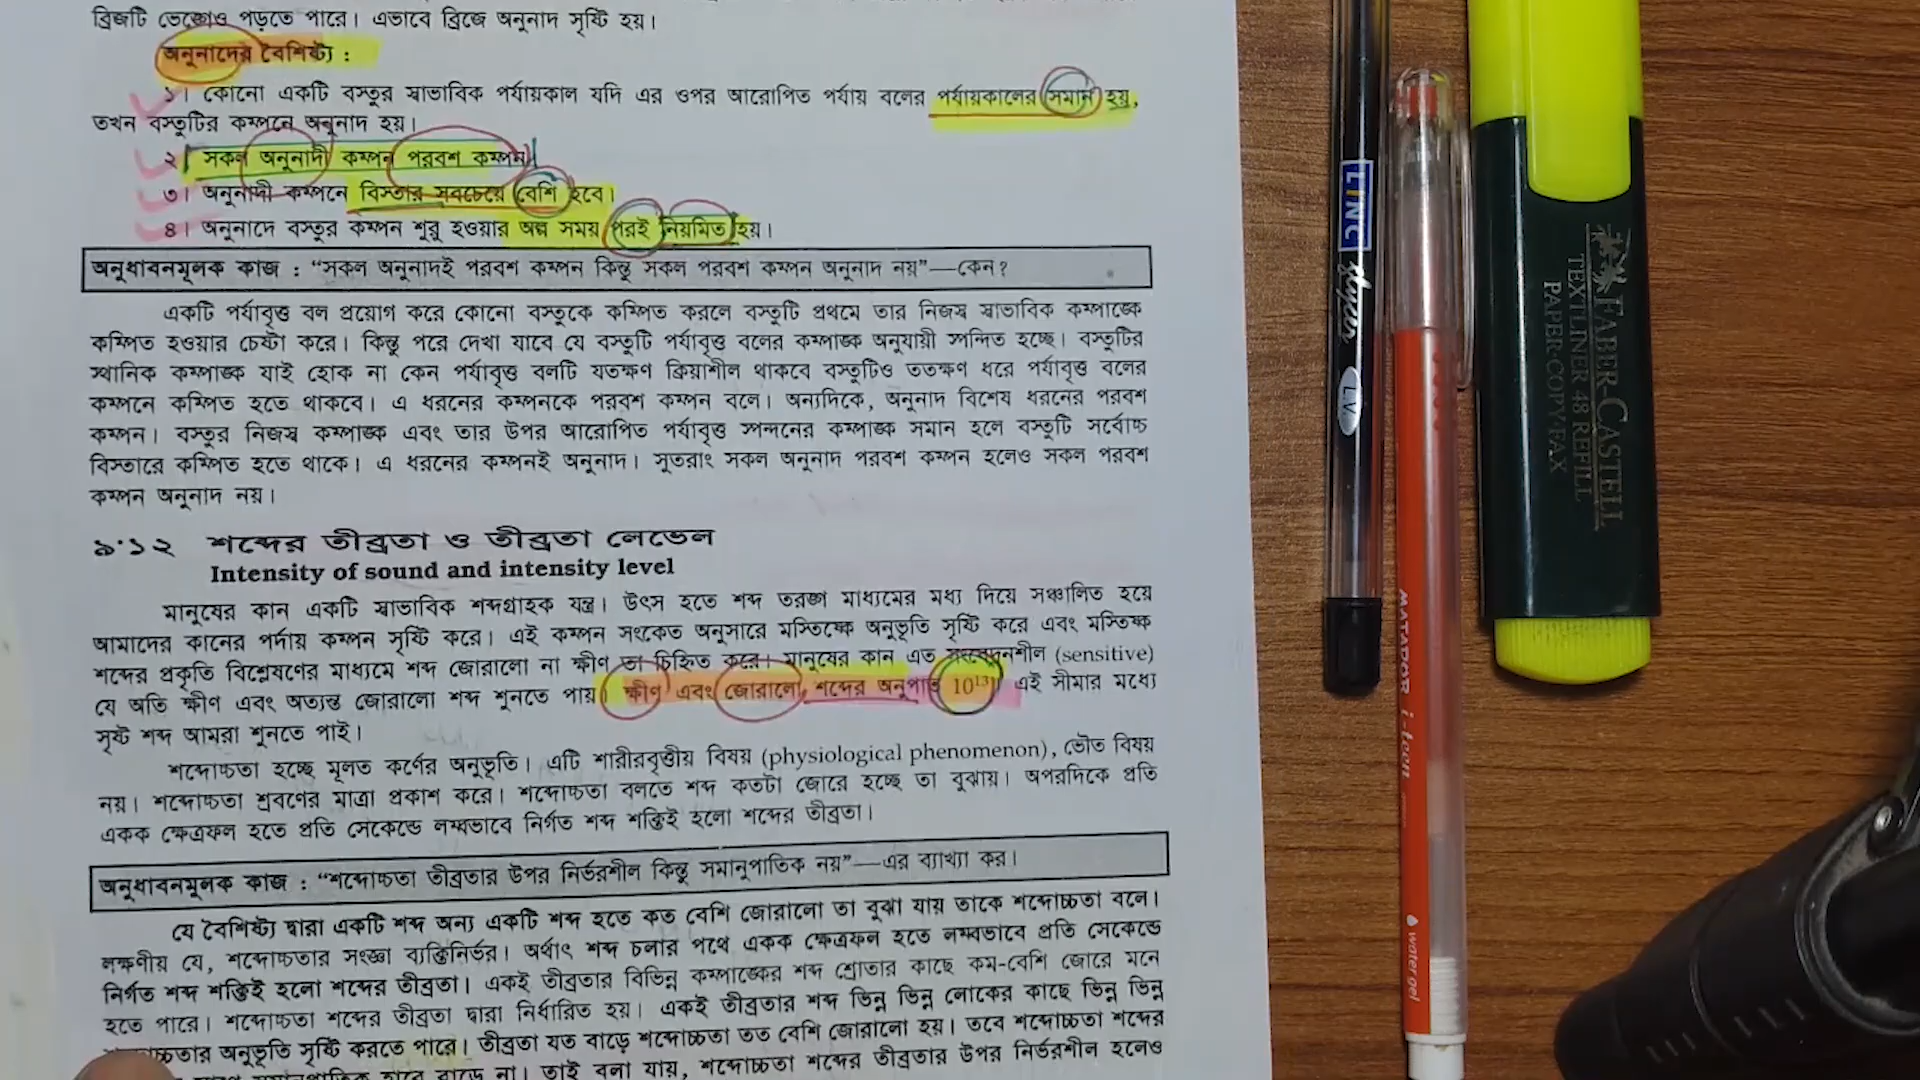 ব্রিজটি ভেঙেও পড়তে পারে। এভাবে ব্রিজে অনুনাদ সৃষ্টি হয়।
অনুনাদের বৈশিষ্ট্য :
১। কোনো একটি বস্তুর স্বাভাবিক পর্যায়কাল যদি এর ওপর আরোপিত পর্যায় বলের পর্যায়কালের সমান হয়,
তখন বস্তুটির কম্পনে অনুনাদ হয়।
২। সকল অনুনাদী কম্পন পরবশ কম্পন।
৩। অনুনাদী কম্পনে বিস্তার সবচেয়ে বেশি হবে।
৪। অনুনাদে বস্তুর কম্পন শুরু হওয়ার অল্প সময় পরই নিয়মিত হয়।
অনুধাবনমূলক কাজ : “সকল অনুনাদই পরবশ কম্পন কিন্তু সকল পরবশ কম্পন অনুনাদ নয়”—কেন?
একটি পর্যাবৃত্ত বল প্রয়োগ করে কোনো বস্তুকে কম্পিত করলে বস্তুটি প্রথমে তার নিজস্ব স্বাভাবিক কম্পাঙ্কে
কম্পিত হওয়ার চেষ্টা করে। কিন্তু পরে দেখা যাবে যে বস্তুটি পর্যাবৃত্ত বলের কম্পাঙ্ক অনুযায়ী স্পন্দিত হচ্ছে। বস্তুটির
স্থানিক কম্পাঙ্ক যাই হোক না কেন পর্যাবৃত্ত বলটি যতক্ষণ ক্রিয়াশীল থাকবে বস্তুটিও ততক্ষণ ধরে পর্যাবৃত্ত বলের
কম্পনে কম্পিত হতে থাকবে। এ ধরনের কম্পনকে পরবশ কম্পন বলে। অন্যদিকে, অনুনাদ বিশেষ ধরনের পরবশ
কম্পন। বস্তুর নিজস্ব কম্পাঙ্ক এবং তার উপর আরোপিত পর্যাবৃত্ত স্পন্দনের কম্পাঙ্ক সমান হলে বস্তুটি সর্বোচ্চ
বিস্তারে কম্পিত হতে থাকে। এ ধরনের কম্পনই অনুনাদ। সুতরাং সকল অনুনাদ পরবশ কম্পন হলেও সকল পরবশ
কম্পন অনুনাদ নয়।
৯·১২ শব্দের তীব্রতা ও তীব্রতা লেভেল
Intensity of sound and intensity level
মানুষের কান একটি স্বাভাবিক শব্দগ্রাহক যন্ত্র। উৎস হতে শব্দ তরঙ্গ মাধ্যমের মধ্য দিয়ে সঞ্চালিত হয়ে
আমাদের কানের পর্দায় কম্পন সৃষ্টি করে। এই কম্পন সংকেত অনুসারে মস্তিষ্কে অনুভূতি সৃষ্টি করে এবং মস্তিষ্ক
শব্দের প্রকৃতি বিশ্লেষণের মাধ্যমে শব্দ জোরালো না ক্ষীণ তা চিহ্নিত করে। মানুষের কান এত সংবেদনশীল (sensitive)
যে অতি ক্ষীণ এবং অত্যন্ত জোরালো শব্দ শুনতে পায়। ক্ষীণ এবং জোরালো শব্দের অনুপাত 10¹³। এই সীমার মধ্যে
সৃষ্ট শব্দ আমরা শুনতে পাই।
শব্দোচ্চতা হচ্ছে মূলত কর্ণের অনুভূতি। এটি শারীরবৃত্তীয় বিষয় (physiological phenomenon), ভৌত বিষয়
নয়। শব্দোচ্চতা শ্রবণের মাত্রা প্রকাশ করে। শব্দোচ্চতা বলতে শব্দ কতটা জোরে হচ্ছে তা বুঝায়। অপরদিকে প্রতি
একক ক্ষেত্রফল হতে প্রতি সেকেন্ডে লম্বভাবে নির্গত শব্দ শক্তিই হলো শব্দের তীব্রতা।
অনুধাবনমূলক কাজ : “শব্দোচ্চতা তীব্রতার উপর নির্ভরশীল কিন্তু সমানুপাতিক নয়”—এর ব্যাখ্যা কর।
যে বৈশিষ্ট্য দ্বারা একটি শব্দ অন্য একটি শব্দ হতে কত বেশি জোরালো তা বুঝা যায় তাকে শব্দোচ্চতা বলে।
লক্ষণীয় যে, শব্দোচ্চতার সংজ্ঞা ব্যক্তিনির্ভর। অর্থাৎ শব্দ চলার পথে একক ক্ষেত্রফল হতে লম্বভাবে প্রতি সেকেন্ডে
নির্গত শব্দ শক্তিই হলো শব্দের তীব্রতা। একই তীব্রতার বিভিন্ন কম্পাঙ্কের শব্দ শ্রোতার কাছে কম-বেশি জোরে মনে
হতে পারে। শব্দোচ্চতা শব্দের তীব্রতা দ্বারা নির্ধারিত হয়। একই তীব্রতার শব্দ ভিন্ন ভিন্ন লোকের কাছে ভিন্ন ভিন্ন
অনুভূতি সৃষ্টি করতে পারে। তীব্রতা যত বাড়ে শব্দোচ্চতা তত বেশি জোরালো হয়। তবে শব্দোচ্চতা শব্দের
সমানুপাতিক হারে বাড়ে না। তাই বলা যায়, শব্দোচ্চতা শব্দের তীব্রতার উপর নির্ভরশীল হলেও
LINC
FABER-CASTELL
TEXTLINER 48 REFILL
PAPER·COPY·FAX
MATADOR i-teen
water gel